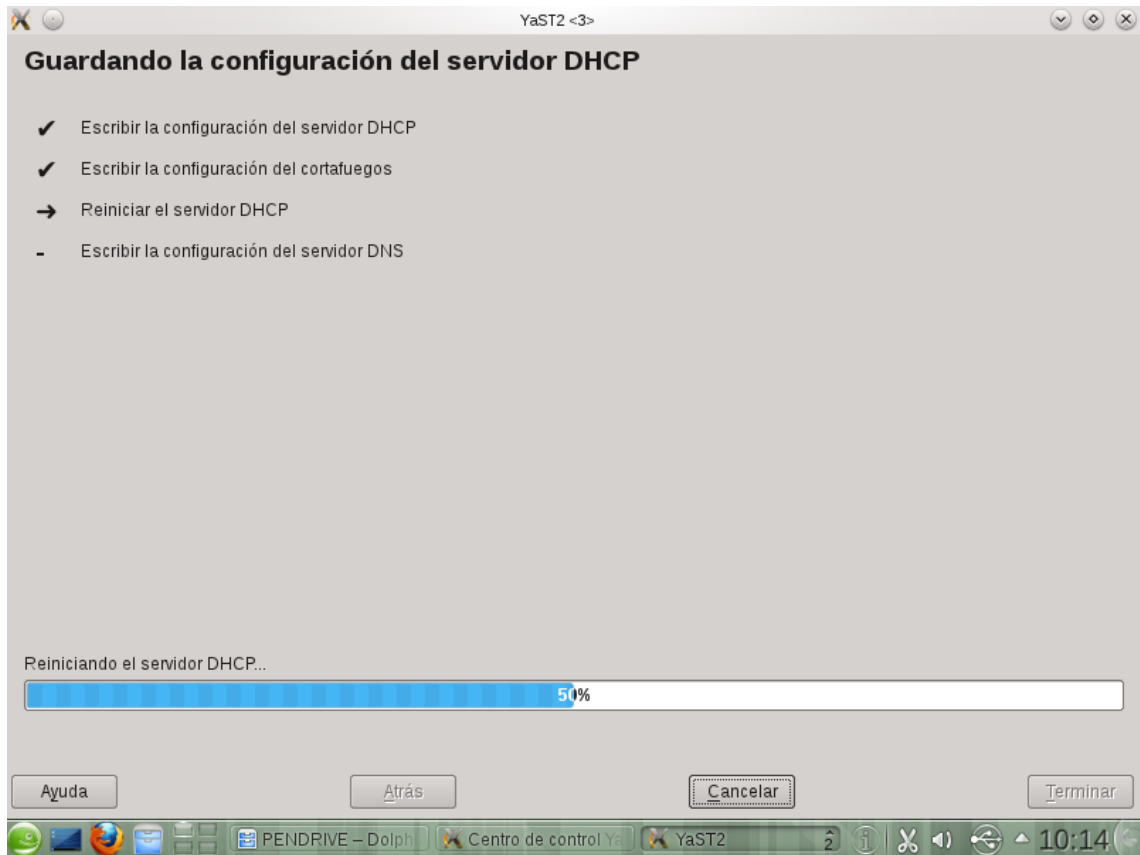 YaST2 <3>
Guardando la configuración del servidor DHCP
✔ Escribir la configuración del servidor DHCP
✔ Escribir la configuración del cortafuegos
➔ Reiniciar el servidor DHCP
- Escribir la configuración del servidor DNS
Reiniciando el servidor DHCP...
50%
Ayuda Atrás Cancelar Terminar
PENDRIVE – Dolph Centro de control Ya YaST2 2 10:14